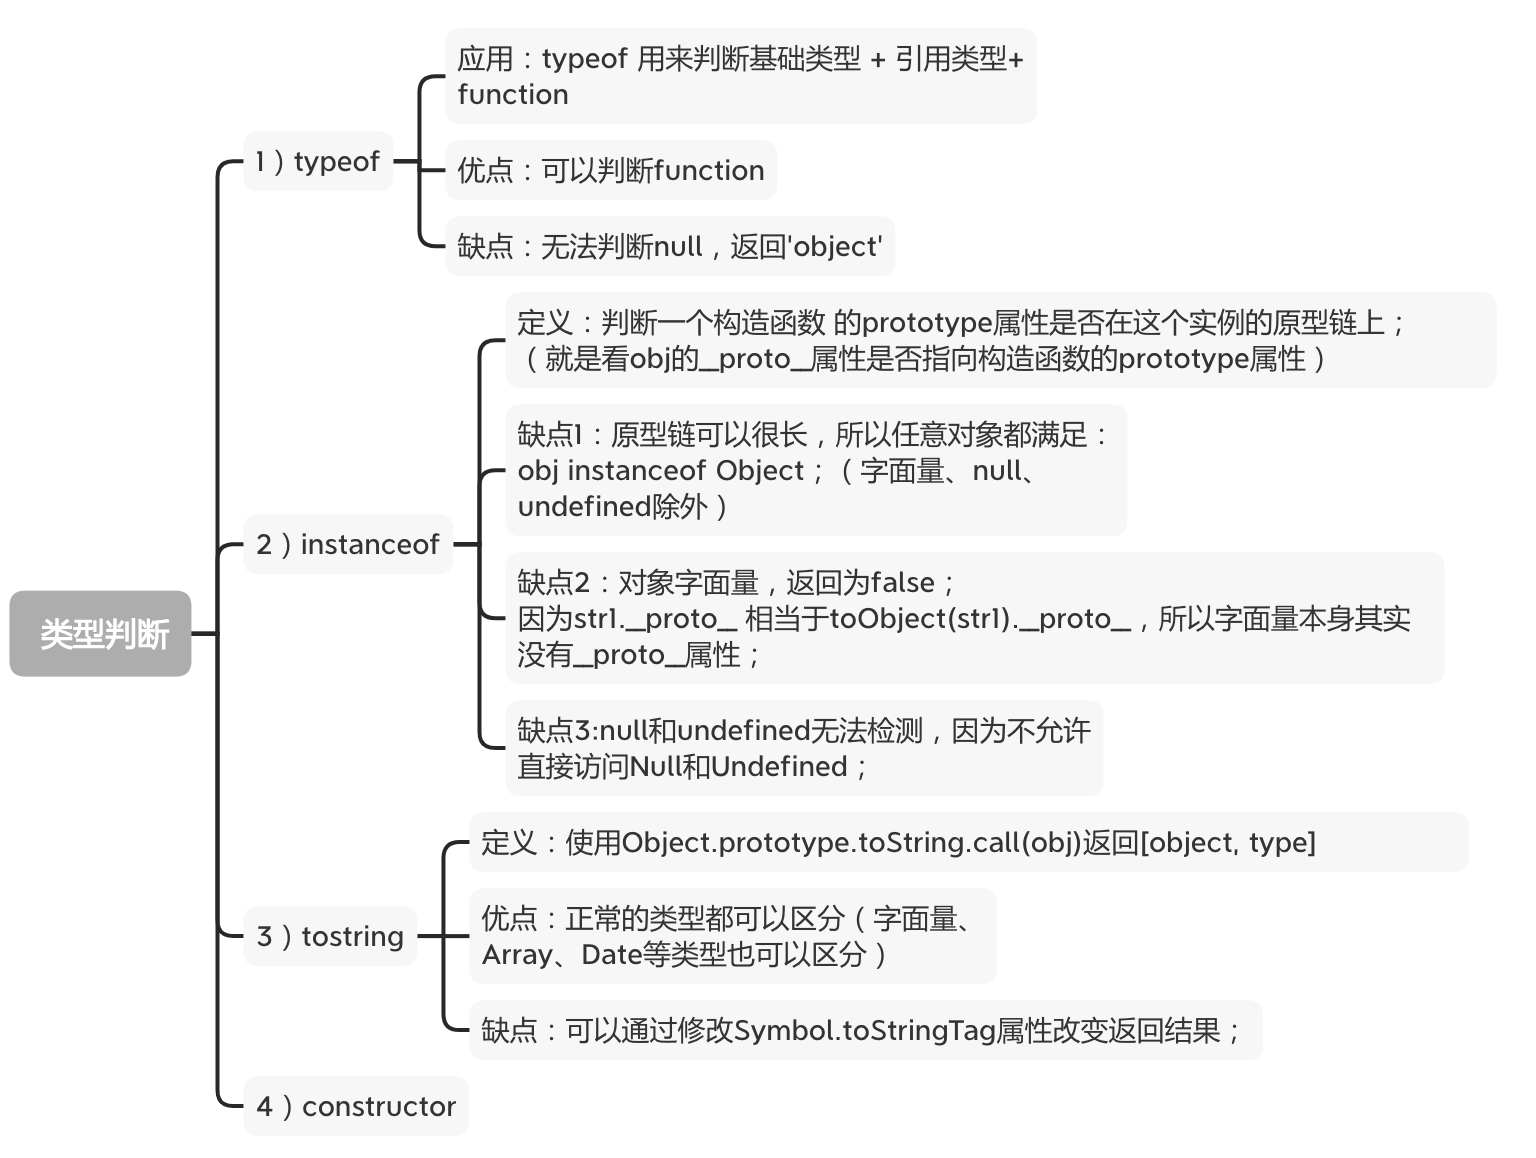 类型判断
1）typeof
应用：typeof 用来判断基础类型 + 引用类型+
function
优点：可以判断function
缺点：无法判断null，返回'object'
2）instanceof
定义：判断一个构造函数 的prototype属性是否在这个实例的原型链上；
（就是看obj的__proto__属性是否指向构造函数的prototype属性）
缺点1：原型链可以很长，所以任意对象都满足：
obj instanceof Object；（字面量、null、
undefined除外）
缺点2：对象字面量，返回为false；
因为str1.__proto_ 相当于toObject(str1).__proto_，所以字面量本身其实
没有__proto__属性；
缺点3:null和undefined无法检测，因为不允许
直接访问Null和Undefined；
3）tostring
定义：使用Object.prototype.toString.call(obj)返回[object, type]
优点：正常的类型都可以区分（字面量、
Array、Date等类型也可以区分）
缺点：可以通过修改Symbol.toStringTag属性改变返回结果；
4）constructor